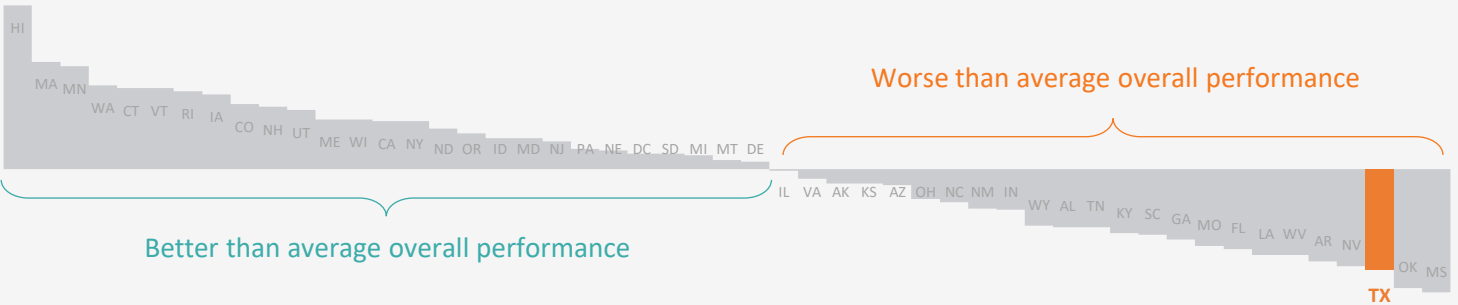 HI
MA MN
WA CT VT RI IA
CO NH UT
ME WI CA NY ND OR ID MD NJ PA NE DC SD MI MT DE
Worse than average overall performance
IL VA AK KS AZ OH NC NM IN
WY AL TN KY SC GA MO FL LA WV AR NV
OK MS
Better than average overall performance
TX